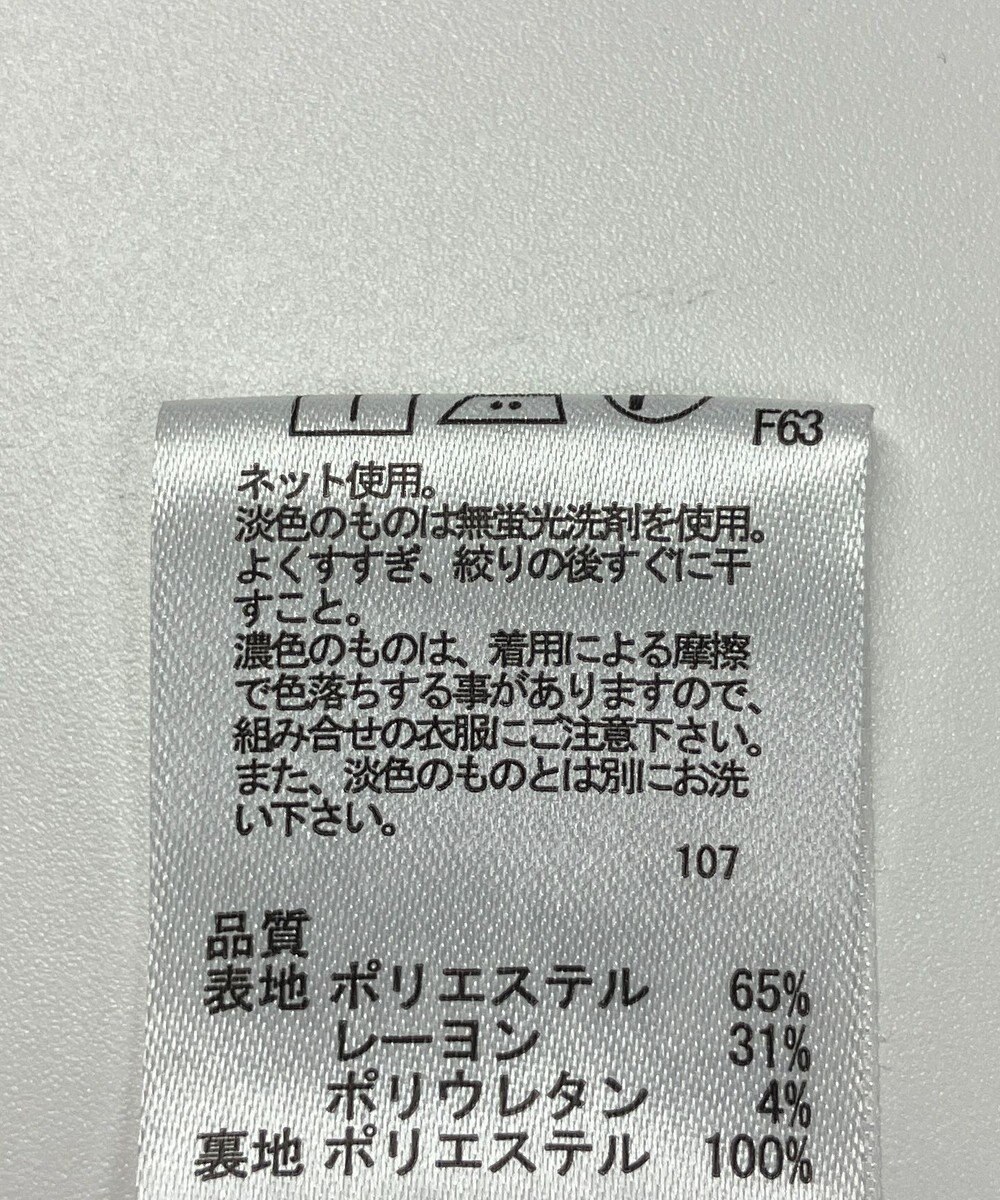 F63
ネット使用。
淡色のものは無蛍光洗剤を使用。
よくすすぎ、絞りの後すぐに干
すこと。
濃色のものは、着用による摩擦
で色落ちする事がありますので、
組み合せの衣服にご注意下さい。
また、淡色のものとは別にお洗
い下さい。
107
品質
表地 ポリエステル 65%
レーヨン 31%
ポリウレタン 4%
裏地 ポリエステル 100%